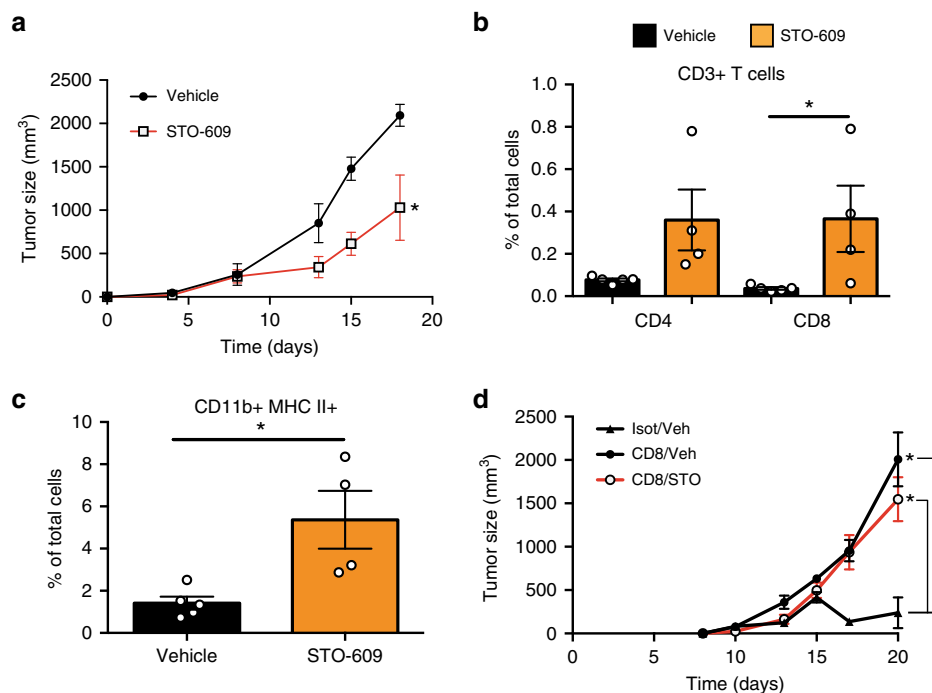 a
2500
2000
1500
1000
500
0
Tumor size (mm³)
Vehicle
STO-609
*
0 5 10 15 20
Time (days)
b
Vehicle STO-609
CD3+ T cells
*
1.0
0.8
0.6
0.4
0.2
0.0
% of total cells
CD4 CD8
c
CD11b+ MHC II+
*
10
8
6
4
2
0
% of total cells
Vehicle STO-609
d
2500
2000
1500
1000
500
0
Tumor size (mm³)
Isot/Veh
CD8/Veh
CD8/STO
*
*
0 5 10 15 20
Time (days)